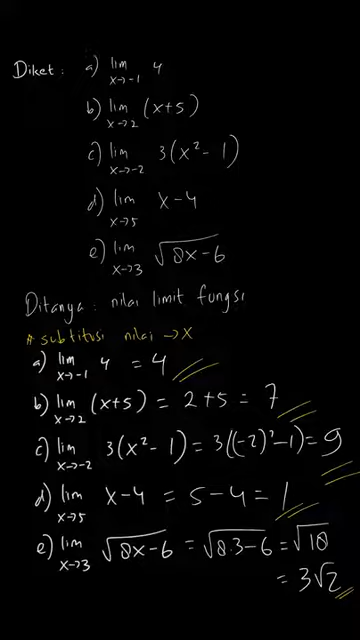 Diket : a) lim x→-1 4
b) lim x→2 (x+5)
c) lim x→-2 3(x² - 1)
d) lim x→5 x-4
e) lim x→3 √8x-6
Ditanya : nilai limit fungsi
* subtitusi nilai → x
a) lim x→-1 4 = 4
b) lim x→2 (x+5) = 2+5 = 7
c) lim x→-2 3(x² - 1) = 3((-2)² - 1) = 9
d) lim x→5 x-4 = 5-4 = 1
e) lim x→3 √8x-6 = √8.3-6 = √18
= 3√2